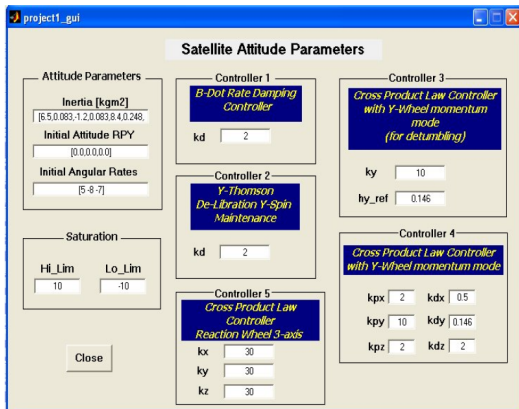 project1_gui
Satellite Attitude Parameters
Attitude Parameters
Inertia [kgm2]
[6.5,0.083,-1.2,0.083,8.4,0.248,
Initial Attitude RPY
[0.0,0.0,0.0]
Initial Angular Rates
[5 -8 -7]
Saturation
Hi_Lim Lo_Lim
10 -10
Close
Controller 1
B-Dot Rate Damping
Controller
kd 2
Controller 2
Y-Thomson
De-Libration Y-Spin
Maintenance
kd 2
Controller 5
Cross Product Law
Controller
Reaction Wheel 3-axis
kx 30
ky 30
kz 30
Controller 3
Cross Product Law Controller
with Y-Wheel momentum
mode
(for detumbling)
ky 10
hy_ref 0.146
Controller 4
Cross Product Law Controller
with Y-Wheel momentum mode
kpx 2 kdx 0.5
kpy 10 kdy 0.146
kpz 2 kdz 2